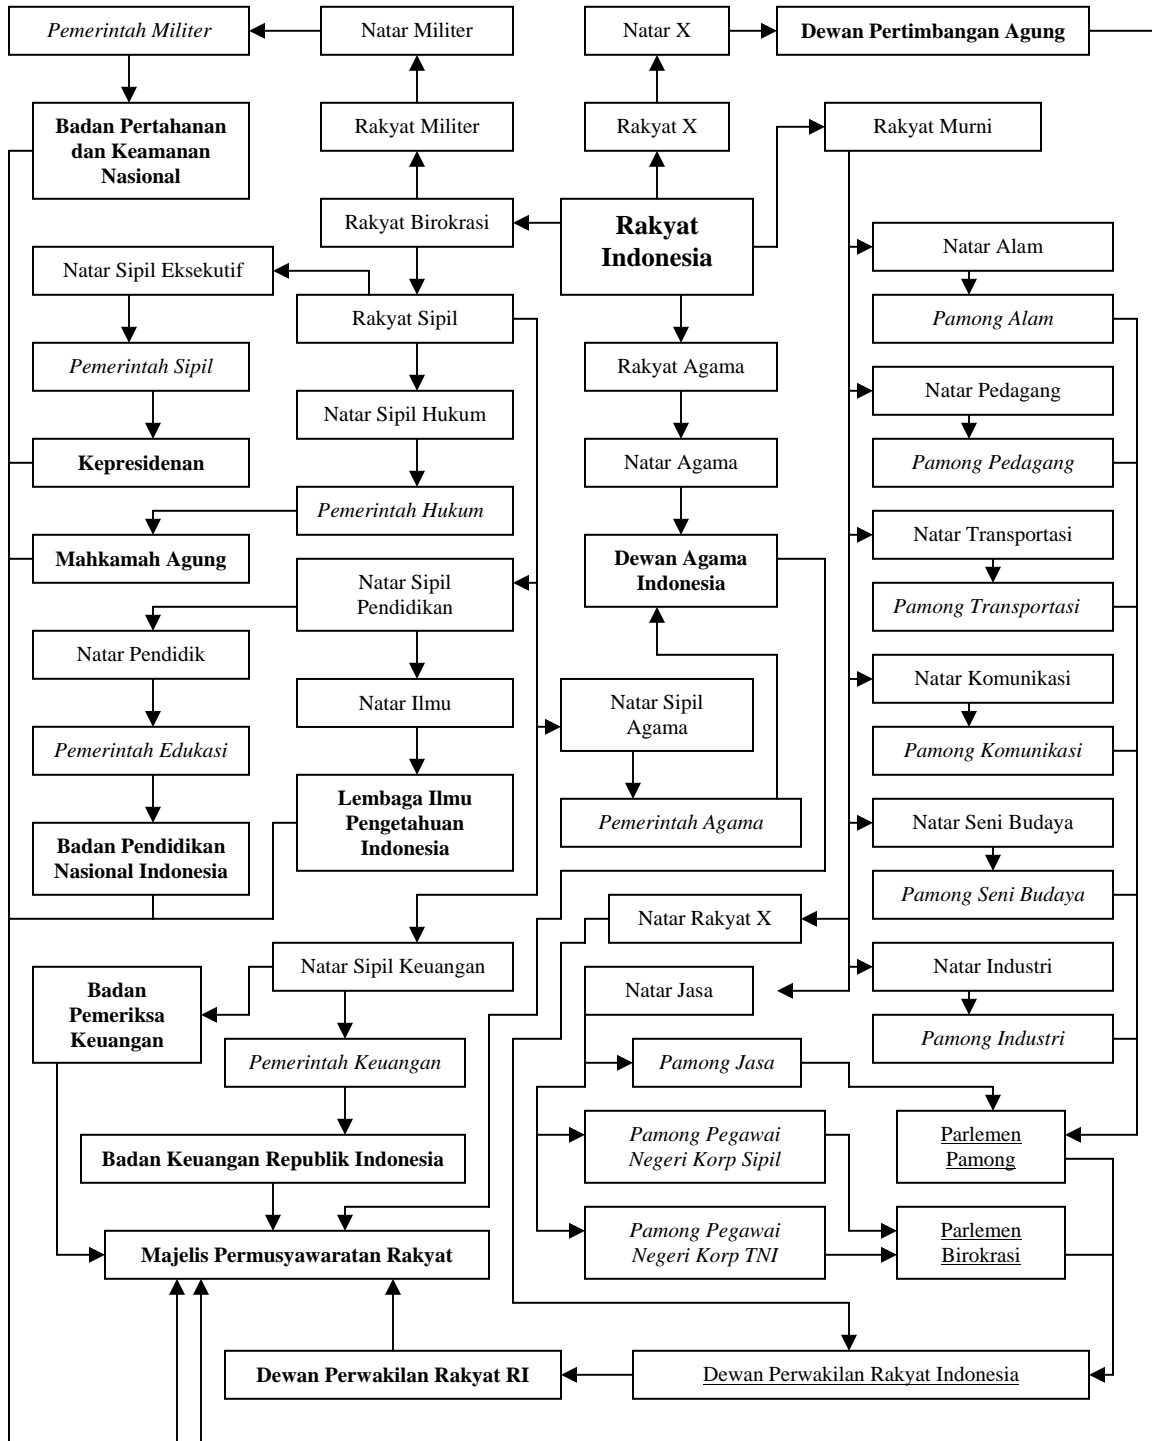 Pemerintah Militer
Natar Militer
Natar X
Dewan Pertimbangan Agung
Badan Pertahanan
dan Keamanan
Nasional
Rakyat Militer
Rakyat X
Rakyat Murni
Rakyat Birokrasi
Rakyat
Indonesia
Natar Sipil Eksekutif
Natar Alam
Rakyat Sipil
Pamong Alam
Pemerintah Sipil
Rakyat Agama
Natar Pedagang
Natar Sipil Hukum
Kepresidenan
Natar Agama
Pamong Pedagang
Pemerintah Hukum
Natar Transportasi
Mahkamah Agung
Dewan Agama
Indonesia
Natar Sipil
Pendidikan
Pamong Transportasi
Natar Pendidik
Natar Ilmu
Natar Sipil
Agama
Natar Komunikasi
Pemerintah Edukasi
Pamong Komunikasi
Lembaga Ilmu
Pengetahuan
Indonesia
Pemerintah Agama
Natar Seni Budaya
Badan Pendidikan
Nasional Indonesia
Pamong Seni Budaya
Natar Rakyat X
Natar Sipil Keuangan
Natar Industri
Badan
Pemeriksa
Keuangan
Natar Jasa
Pamong Industri
Pemerintah Keuangan
Pamong Jasa
Badan Keuangan Republik Indonesia
Pamong Pegawai
Negeri Korp Sipil
Parlemen
Pamong
Majelis Permusyawaratan Rakyat
Pamong Pegawai
Negeri Korp TNI
Parlemen
Birokrasi
Dewan Perwakilan Rakyat RI
Dewan Perwakilan Rakyat Indonesia